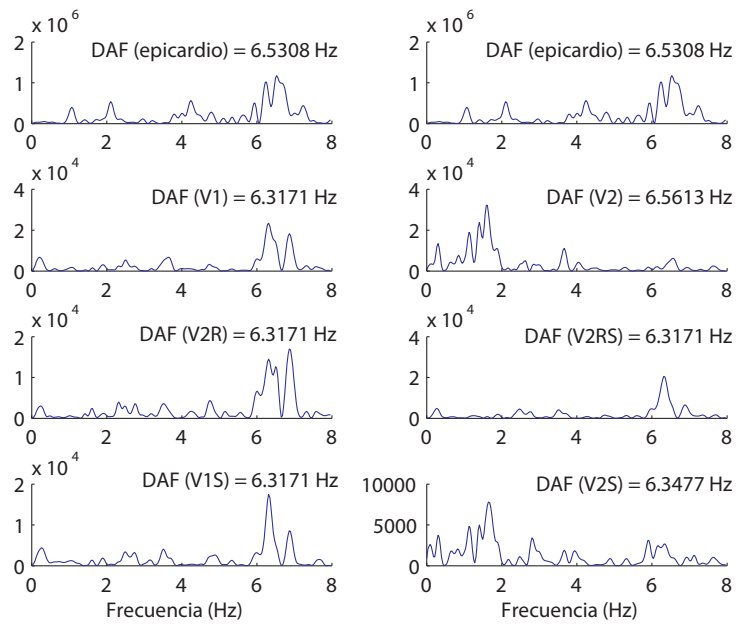 x 10^6
DAF (epicardio) = 6.5308 Hz
2
1
0
0 2 4 6 8
x 10^6
DAF (epicardio) = 6.5308 Hz
2
1
0
0 2 4 6 8
x 10^4
DAF (V1) = 6.3171 Hz
4
2
0
0 2 4 6 8
x 10^4
DAF (V2) = 6.5613 Hz
4
2
0
0 2 4 6 8
x 10^4
DAF (V2R) = 6.3171 Hz
2
1
0
0 2 4 6 8
x 10^4
DAF (V2RS) = 6.3171 Hz
4
2
0
0 2 4 6 8
x 10^4
DAF (V1S) = 6.3171 Hz
2
1
0
0 2 4 6 8
Frecuencia (Hz)
DAF (V2S) = 6.3477 Hz
10000
5000
0
0 2 4 6 8
Frecuencia (Hz)